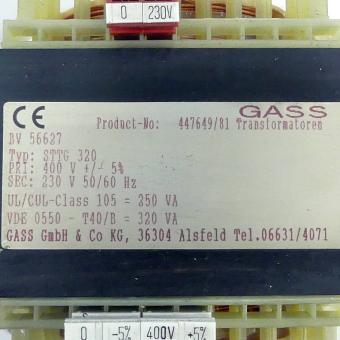 0 230V
CE GASS
Product-No: 447649/81 Transformatoren
BV 56627
Typ: STTG 320
PRI: 400 V +/- 5%
SEC: 230 V 50/60 Hz
UL/CUL-Class 105 = 250 VA
VDE 0550 - T40/B = 320 VA
GASS GmbH & Co KG, 36304 Alsfeld Tel.06631/4071
0 -5% 400V +5%